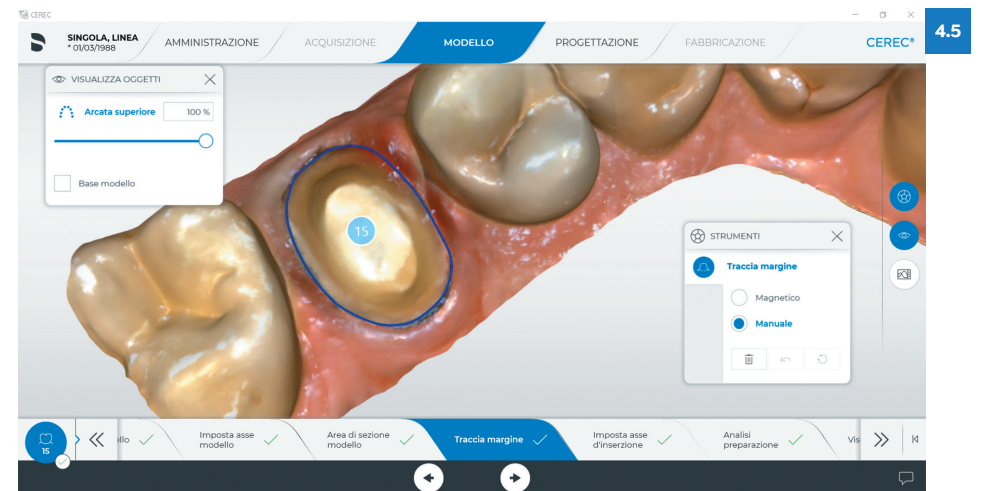 CEREC
4.5
SINGOLA, LINEA
* 01/03/1988
AMMINISTRAZIONE
ACQUISIZIONE
MODELLO
PROGETTAZIONE
FABBRICAZIONE
CEREC®
VISUALIZZA OGGETTI
Arcata superiore
100 %
Base modello
15
STRUMENTI
Traccia margine
Magnetico
Manuale
15
llo
Imposta asse
modello
Area di sezione
modello
Traccia margine
Imposta asse
d'inserzione
Analisi
preparazione
Vis